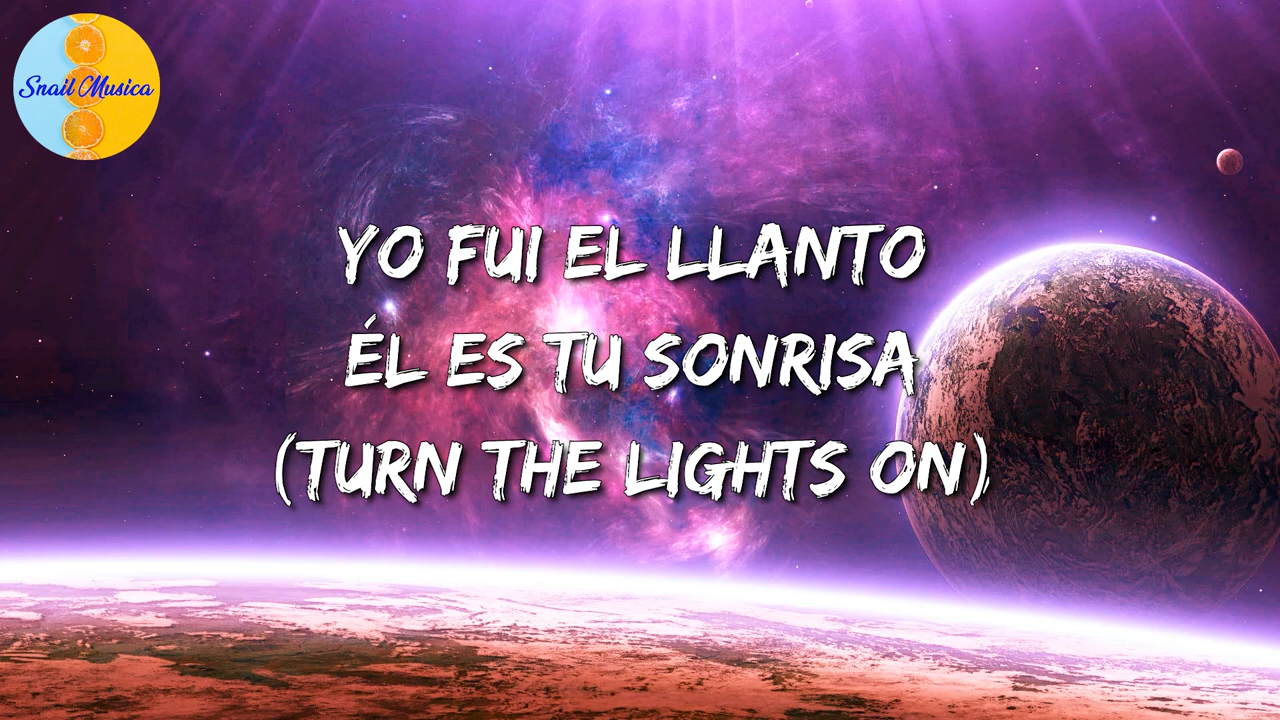 Snail Musica
YO FUI EL LLANTO
ÉL ES TU SONRISA
(TURN THE LIGHTS ON)